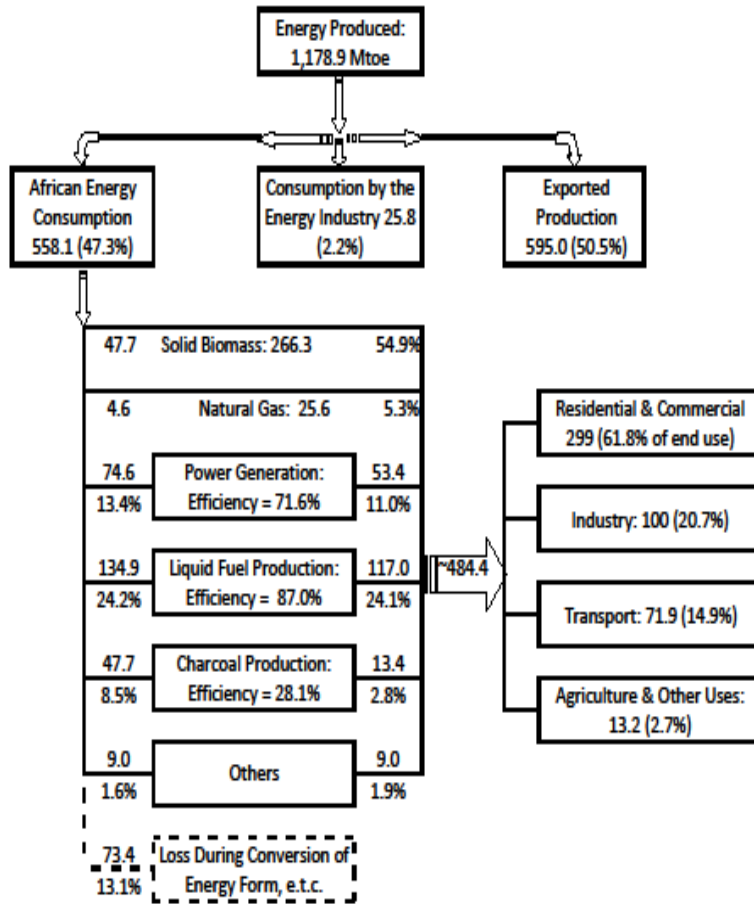 Energy Produced:
1,178.9 Mtoe
African Energy
Consumption
558.1 (47.3%)
Consumption by the
Energy Industry 25.8
(2.2%)
Exported
Production
595.0 (50.5%)
47.7 Solid Biomass: 266.3 54.9%
4.6 Natural Gas: 25.6 5.3%
74.6 Power Generation: 53.4
13.4% Efficiency = 71.6% 11.0%
134.9 Liquid Fuel Production: 117.0
24.2% Efficiency = 87.0% 24.1%
47.7 Charcoal Production: 13.4
8.5% Efficiency = 28.1% 2.8%
9.0 Others 9.0
1.6% 1.9%
73.4 Loss During Conversion of
13.1% Energy Form, e.t.c.
~484.4
Residential & Commercial
299 (61.8% of end use)
Industry: 100 (20.7%)
Transport: 71.9 (14.9%)
Agriculture & Other Uses:
13.2 (2.7%)